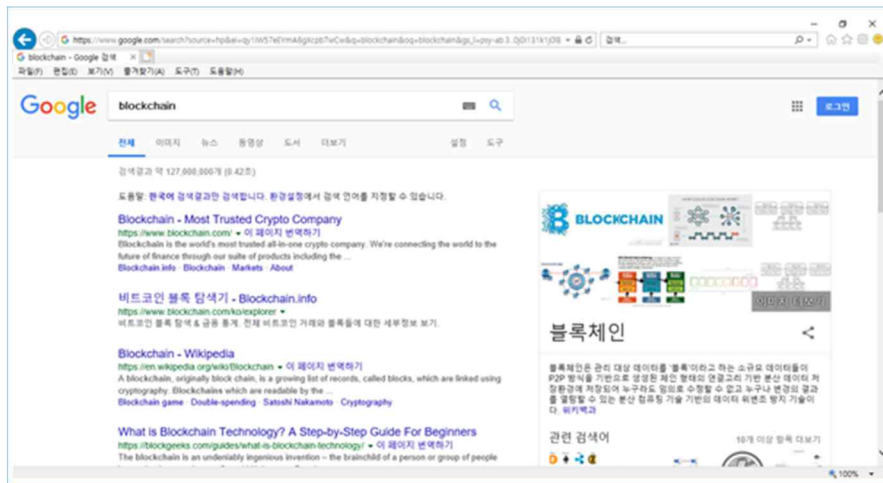 https://www.google.com/search?source=hp&ei=
검색...
blockchain - Google 검색
파일(F) 편집(E) 보기(V) 즐겨찾기(A) 도구(T) 도움말(H)
Google
blockchain
로그인
전체 이미지 뉴스 동영상 도서 더보기 설정 도구
검색결과 약 127,000,000개 (0.42초)
도움말: 한국어 검색결과만 검색합니다. 환경설정에서 검색 언어를 지정할 수 있습니다.
Blockchain - Most Trusted Crypto Company
https://www.blockchain.com/ 이 페이지 번역하기
Blockchain is the world's most trusted all-in-one crypto company. We're connecting the world to the
future of finance through our suite of products including the ...
Blockchain.info · Blockchain · Markets · About
비트코인 블록 탐색기 - Blockchain.info
https://www.blockchain.com/ko/explorer
비트코인 블록 탐색 & 금융 통계. 전체 비트코인 거래와 블록들에 대한 세부정보 보기.
Blockchain - Wikipedia
https://en.wikipedia.org/wiki/Blockchain 이 페이지 번역하기
A blockchain, originally block chain, is a growing list of records, called blocks, which are linked using
cryptography. Blockchains which are readable by the ...
Blockchain game · Double-spending · Satoshi Nakamoto · Cryptography
What is Blockchain Technology? A Step-by-Step Guide For Beginners
https://blockgeeks.com/guides/what-is-blockchain-technology/ 이 페이지 번역하기
The blockchain is an undeniably ingenious invention – the brainchild of a person or group of people
BLOCKCHAIN
이미지 더보기
블록체인
블록체인은 관리 대상 데이터를 '블록'이라고 하는 소규모 데이터들이
P2P 방식을 기반으로 생성된 체인 형태의 연결고리 기반 분산 데이터 저
장환경에 저장되어 누구라도 임의로 수정할 수 없고 누구나 변경의 결과
를 열람할 수 있는 분산 컴퓨팅 기술 기반의 데이터 위변조 방지 기술이
다. 위키백과
관련 검색어 10개 이상 항목 더보기
100%